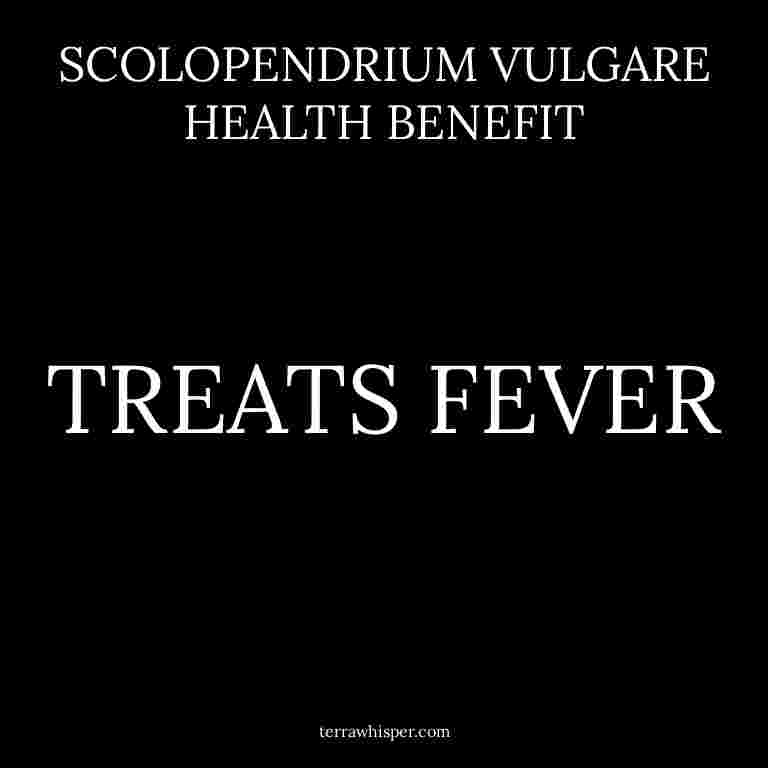 SCOLOPENDRIUM VULGARE
HEALTH BENEFIT
TREATS FEVER
terrawhisper.com